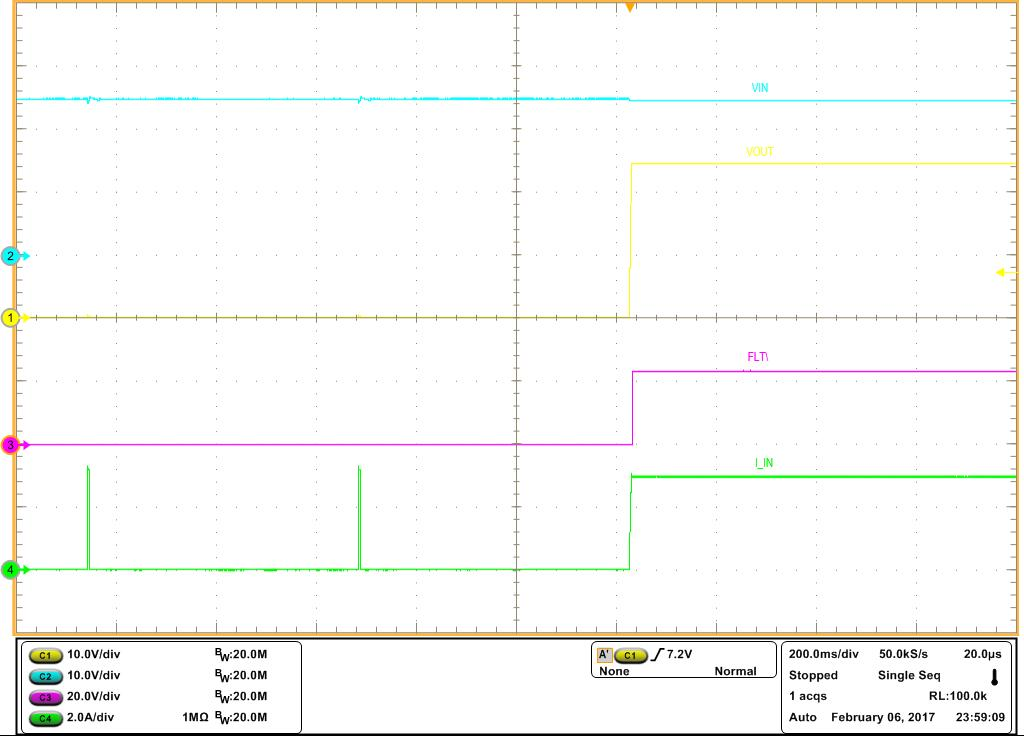 VIN
VOUT
2
1
FLT\
3
I_IN
4
C1 10.0V/div BW:20.0M
C2 10.0V/div BW:20.0M
C3 20.0V/div BW:20.0M
C4 2.0A/div 1MΩ BW:20.0M
A' C1 7.2V
None Normal
200.0ms/div 50.0kS/s 20.0µs
Stopped Single Seq
1 acqs RL:100.0k
Auto February 06, 2017 23:59:09